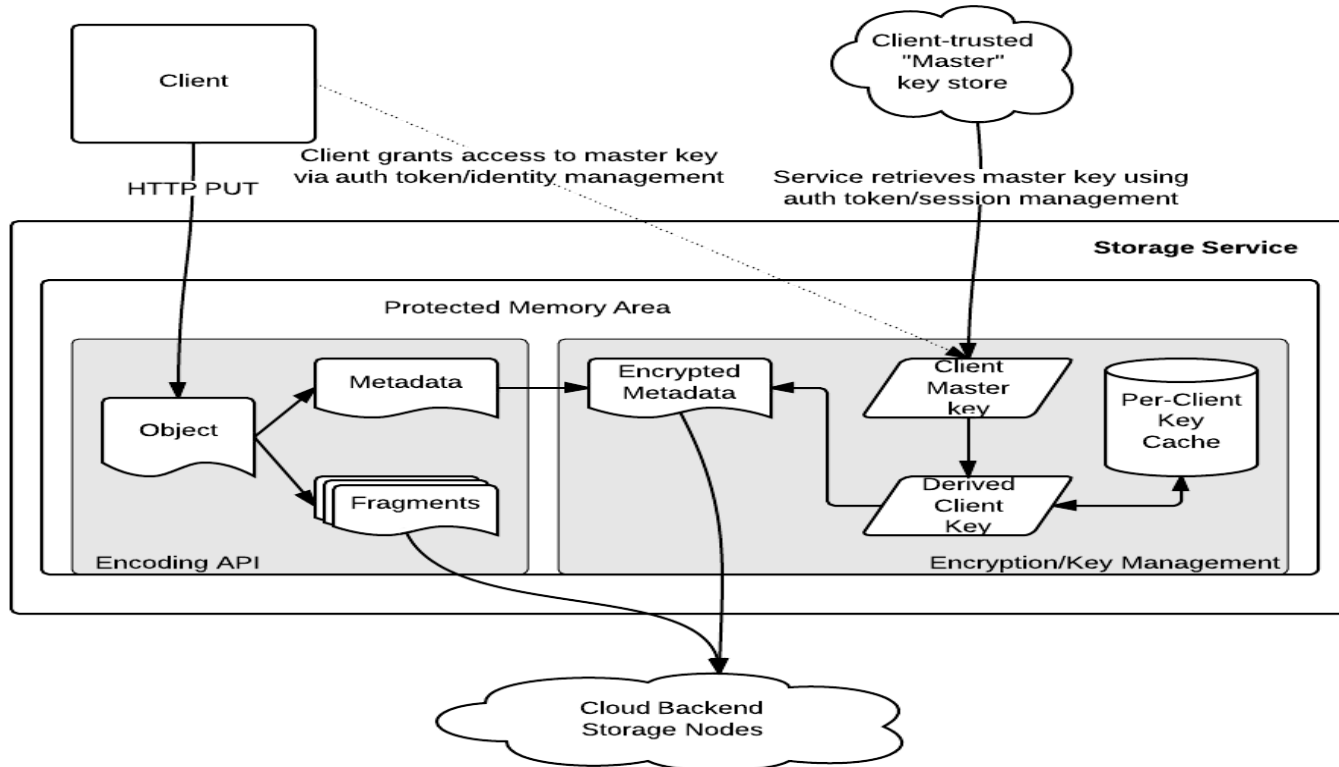 Client
Client-trusted
"Master"
key store
Client grants access to master key
via auth token/identity management
HTTP PUT
Service retrieves master key using
auth token/session management
Storage Service
Protected Memory Area
Metadata
Encrypted
Metadata
Client
Master
key
Per-Client
Key
Cache
Object
Fragments
Derived
Client
Key
Encoding API
Encryption/Key Management
Cloud Backend
Storage Nodes